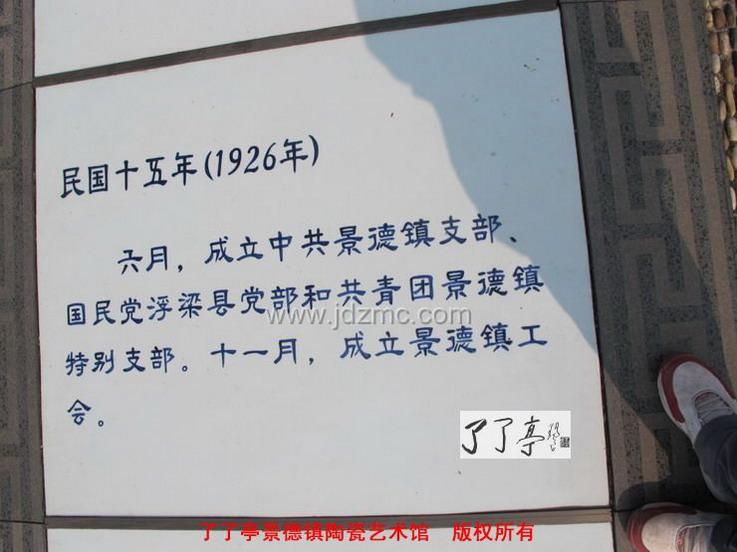 民国十五年(1926年)
六月，成立中共景德镇支部、
国民党浮梁县党部和共青团景德镇
www.jdzmc.com
特别支部。十一月，成立景德镇工
会。
了了亭
了了亭景德镇陶瓷艺术馆 版权所有